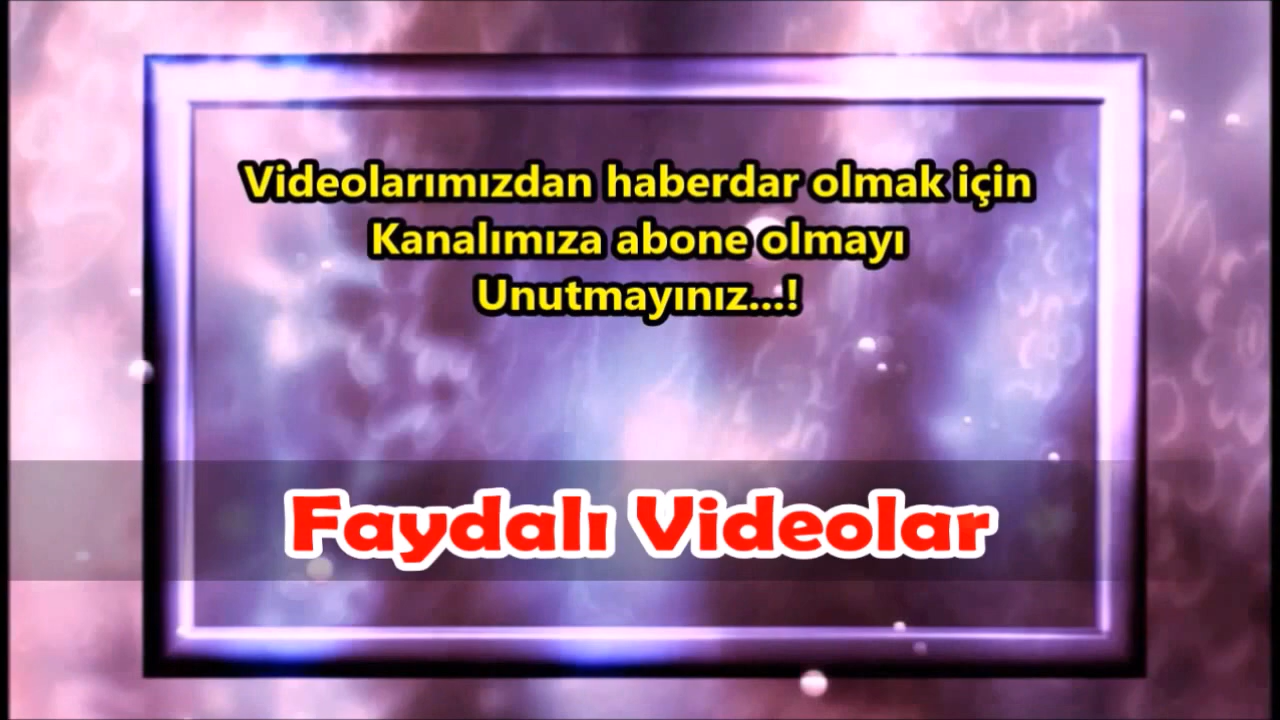 Videolarımızdan haberdar olmak için
Kanalımıza abone olmayı
Unutmayınız...!
Faydalı Videolar